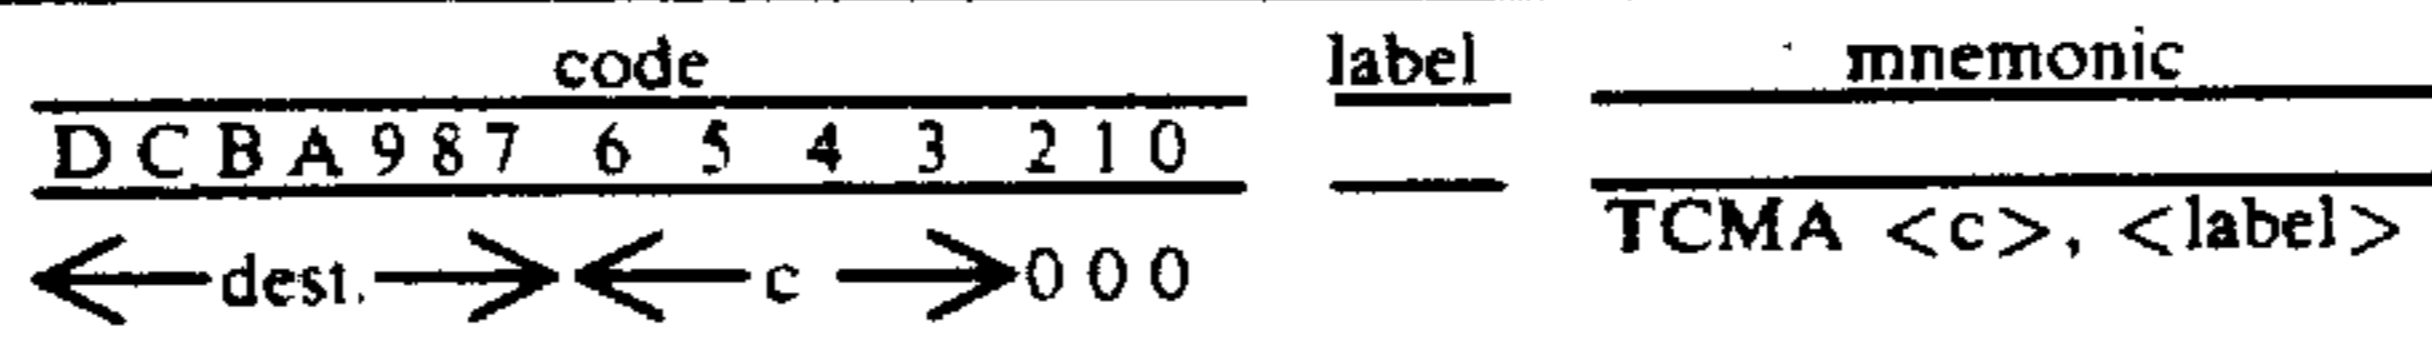 code label mnemonic
D C B A 9 8 7 6 5 4 3 2 1 0
TCMA <c>, <label>
dest. c 0 0 0